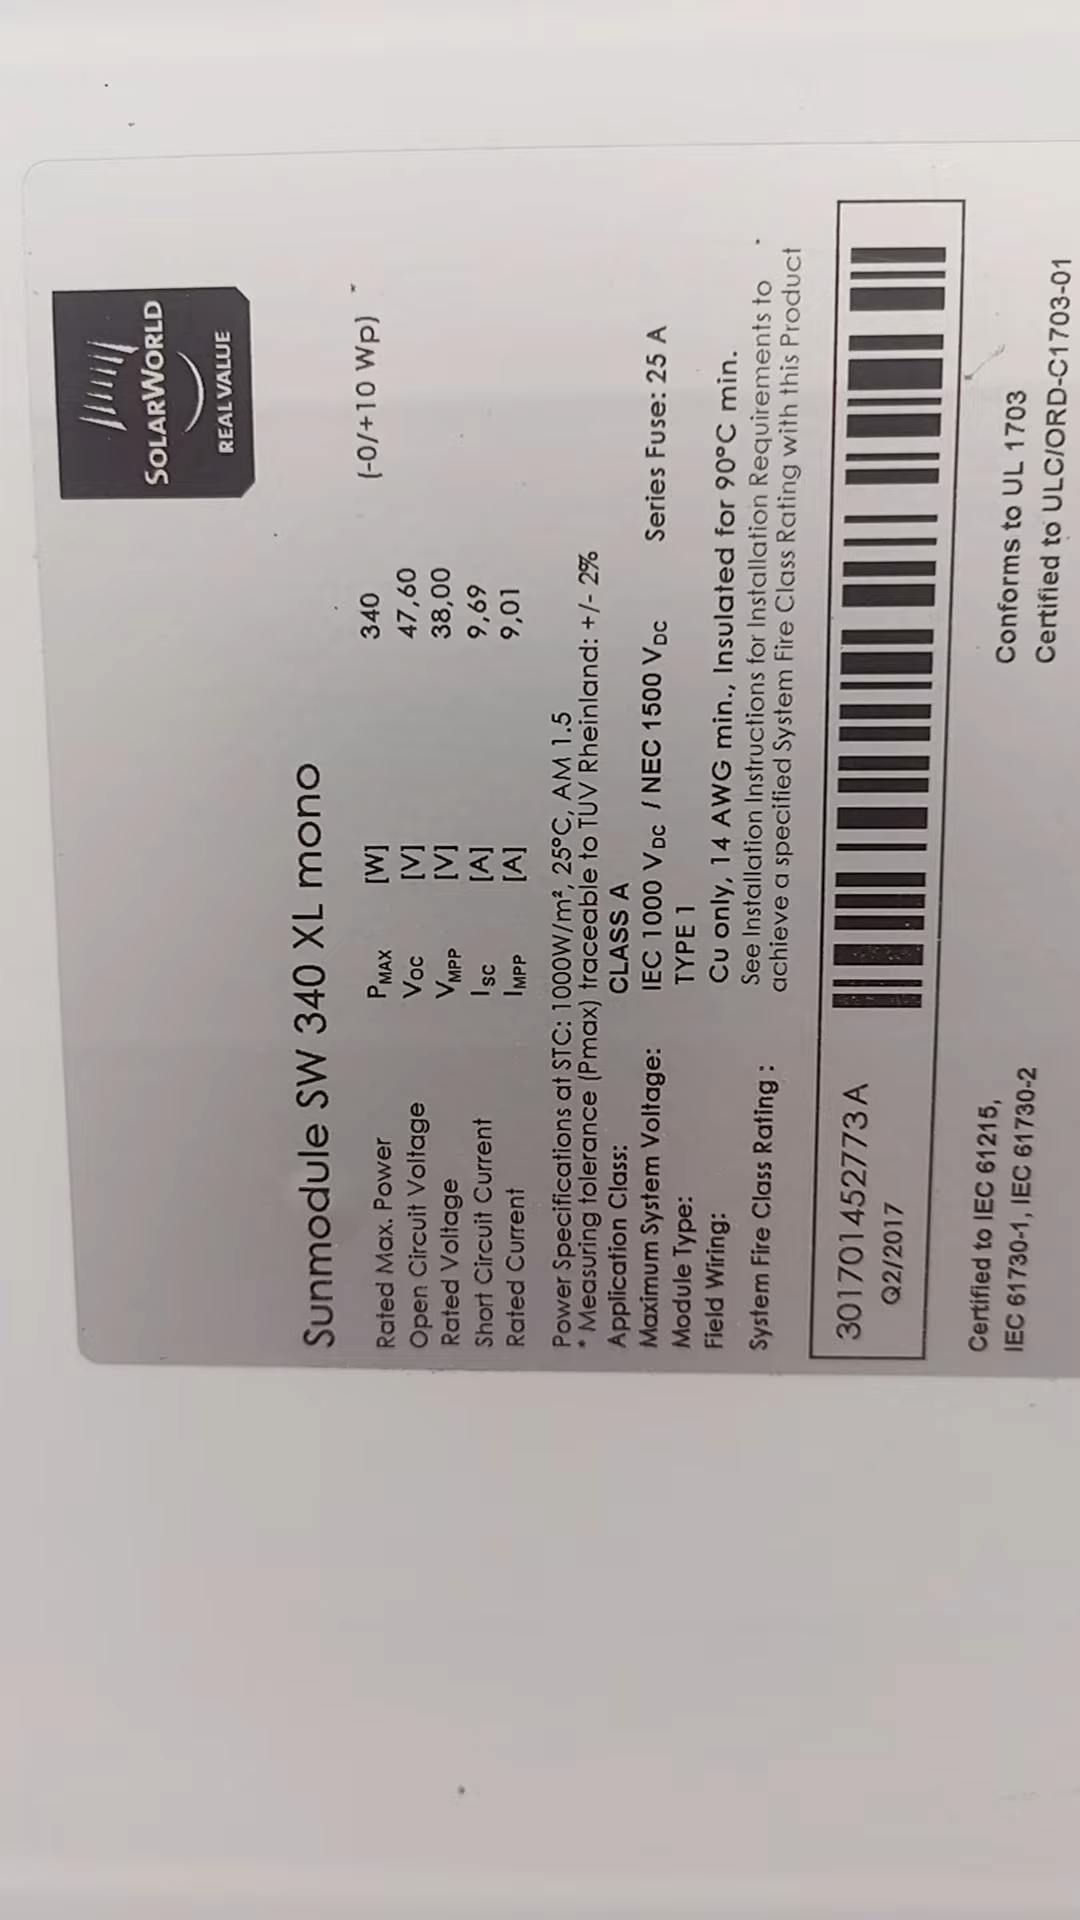 SOLARWORLD
REAL VALUE
Sunmodule SW 340 XL mono
Rated Max. Power PMAX [W] 340 (-0/+10 Wp) *
Open Circuit Voltage VOC [V] 47,60
Rated Voltage VMPP [V] 38,00
Short Circuit Current ISC [A] 9,69
Rated Current IMPP [A] 9,01
Power Specifications at STC: 1000W/m², 25°C, AM 1.5
* Measuring tolerance (Pmax) traceable to TUV Rheinland: +/- 2%
Application Class: CLASS A
Maximum System Voltage: IEC 1000 VDC / NEC 1500 VDC Series Fuse: 25 A
Module Type: TYPE 1
Field Wiring: Cu only, 14 AWG min., Insulated for 90°C min.
System Fire Class Rating : See Installation Instructions for Installation Requirements to
achieve a specified System Fire Class Rating with this Product
301701452773A
Q2/2017
Certified to IEC 61215,
IEC 61730-1, IEC 61730-2
Conforms to UL 1703
Certified to ULC/ORD-C1703-01